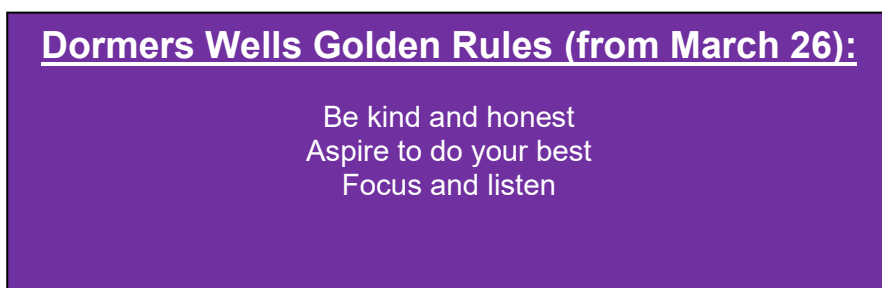 Dormers Wells Golden Rules (from March 26):
Be kind and honest
Aspire to do your best
Focus and listen